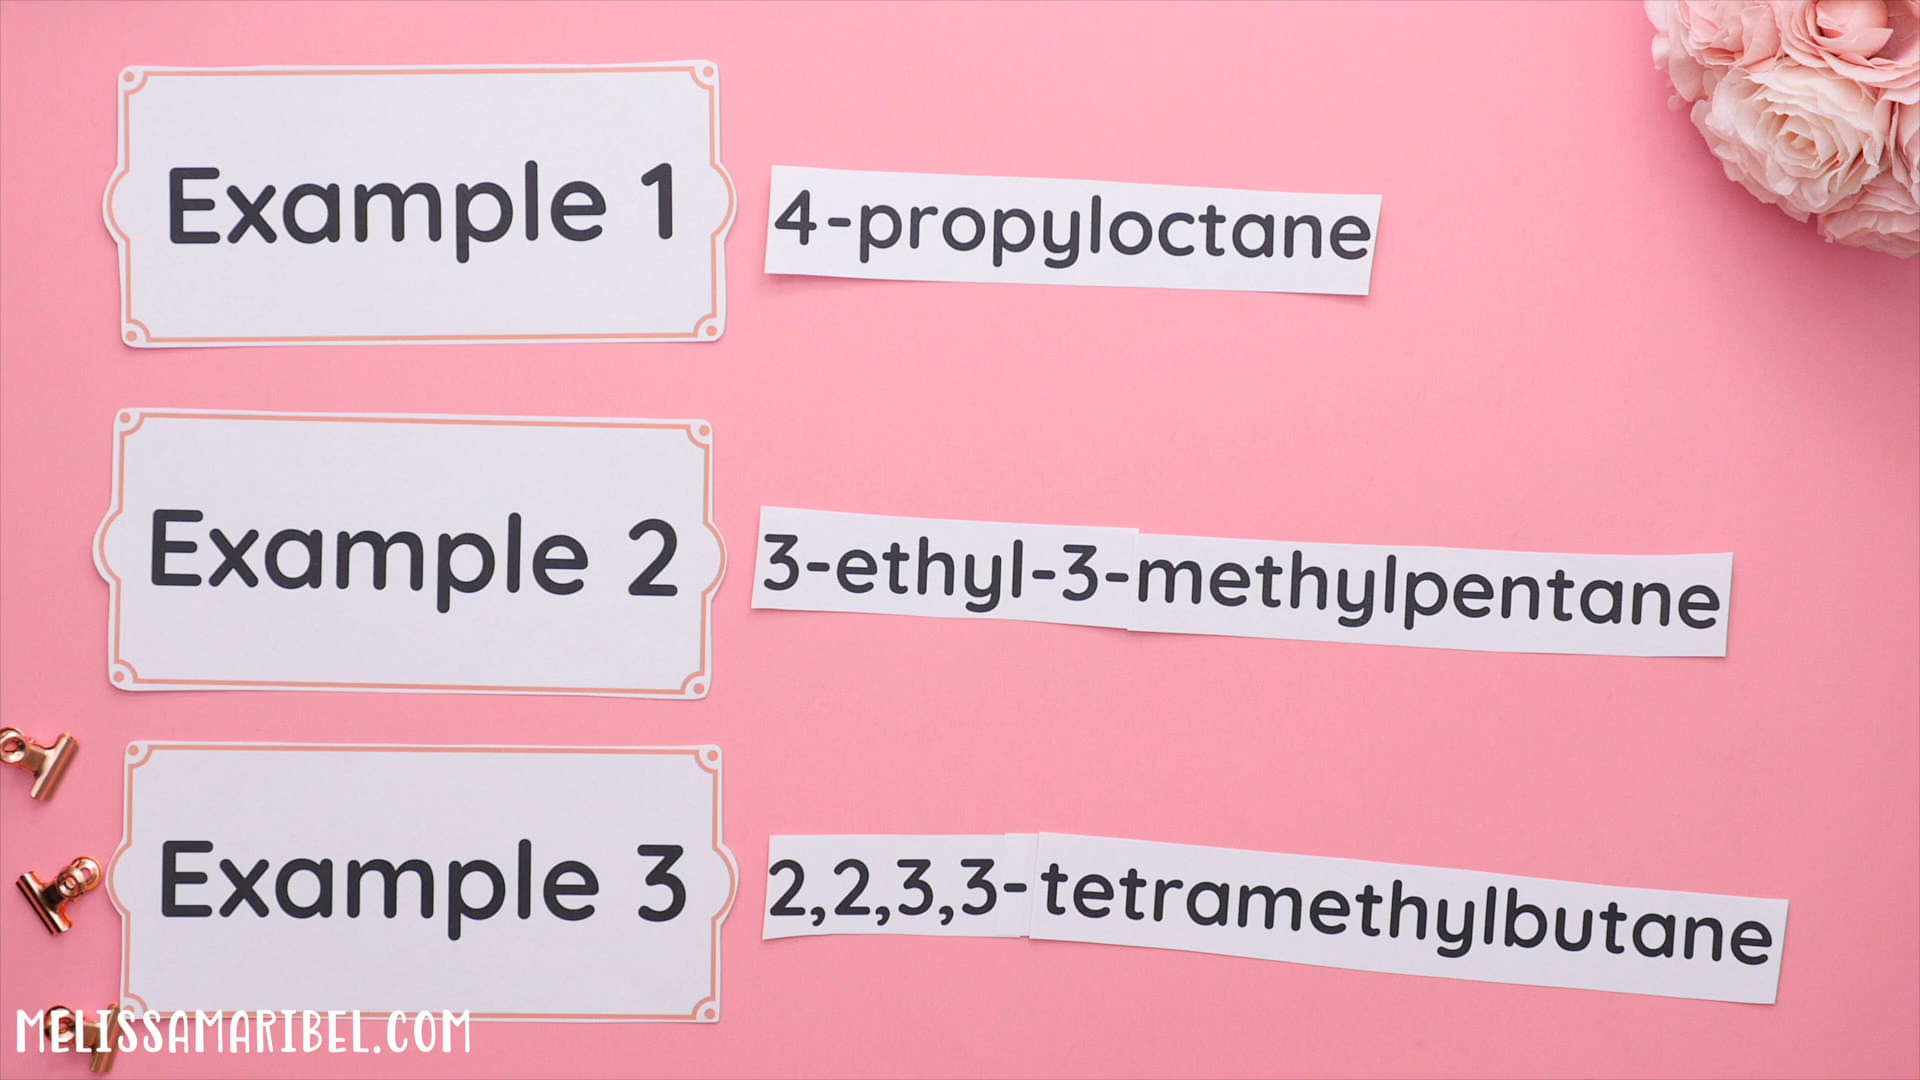 Example 1
4-propyloctane
Example 2
3-ethyl-3-methylpentane
Example 3
2,2,3,3-tetramethylbutane
MELISSAMARIBEL.COM